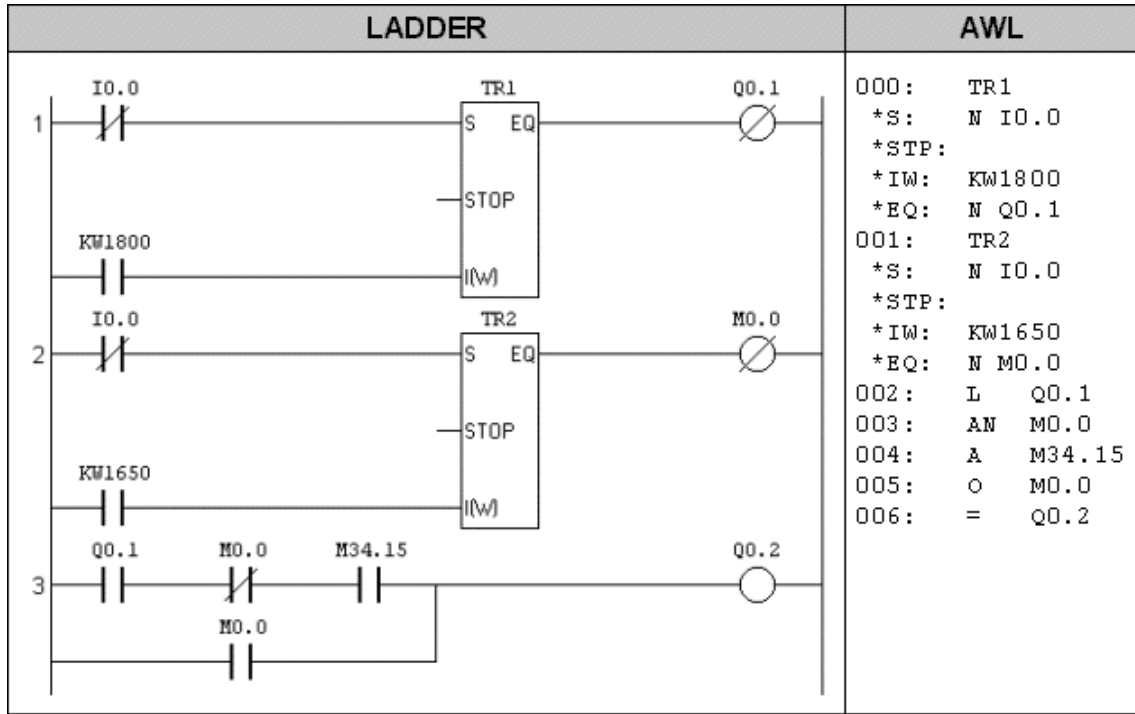 LADDER
AWL
I0.0 TR1 Q0.1
1 S EQ
STOP
KW1800
I(W)
I0.0 TR2 M0.0
2 S EQ
STOP
KW1650
I(W)
Q0.1 M0.0 M34.15 Q0.2
3
M0.0
000: TR1
*S: N I0.0
*STP:
*IW: KW1800
*EQ: N Q0.1
001: TR2
*S: N I0.0
*STP:
*IW: KW1650
*EQ: N M0.0
002: L Q0.1
003: AN M0.0
004: A M34.15
005: O M0.0
006: = Q0.2